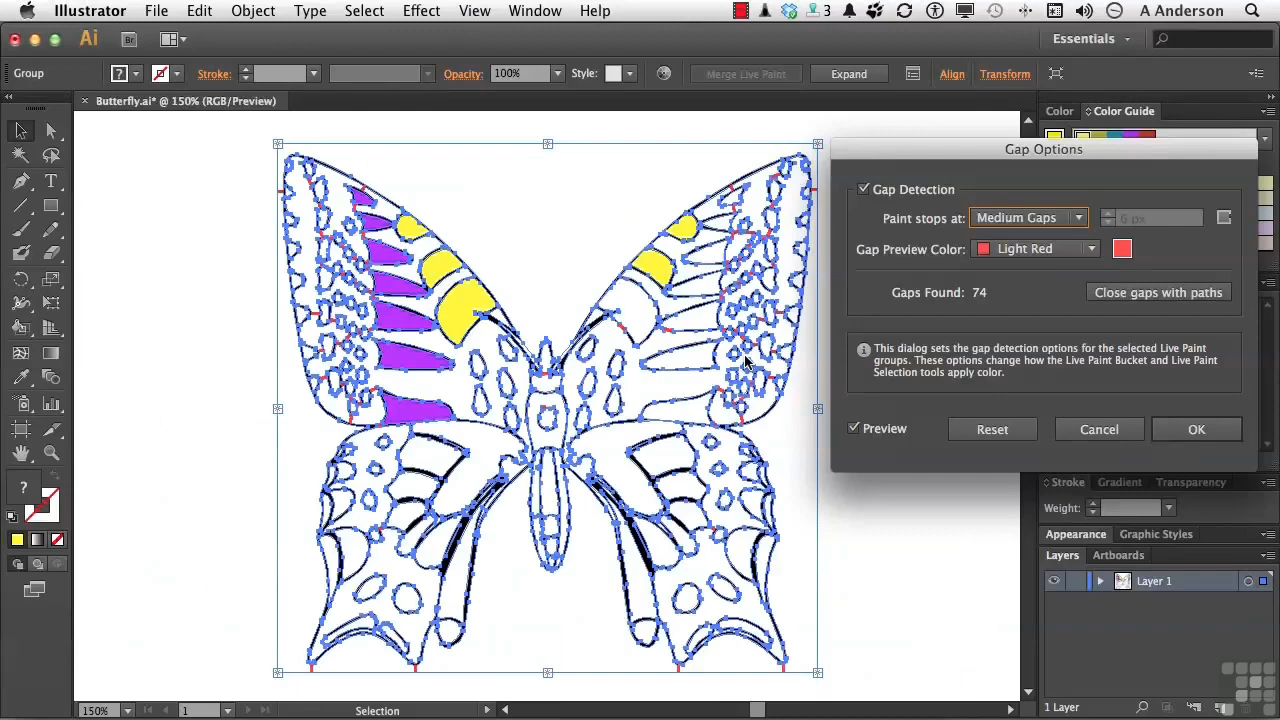 Illustrator File Edit Object Type Select Effect View Window Help 3 A Anderson
Ai Br Essentials
Group ? Stroke: Opacity: 100% Style: Merge Live Paint Expand Align Transform
× Butterfly.ai* @ 150% (RGB/Preview)
Color Color Guide
Gap Options
Gap Detection
Paint stops at: Medium Gaps 6 px
Gap Preview Color: Light Red
Gaps Found: 74 Close gaps with paths
This dialog sets the gap detection options for the selected Live Paint
groups. These options change how the Live Paint Bucket and Live Paint
Selection tools apply color.
Preview Reset Cancel OK
T
?
Stroke Gradient Transparency
Weight:
Appearance Graphic Styles
Layers Artboards
Layer 1
150% 1 Selection
1 Layer